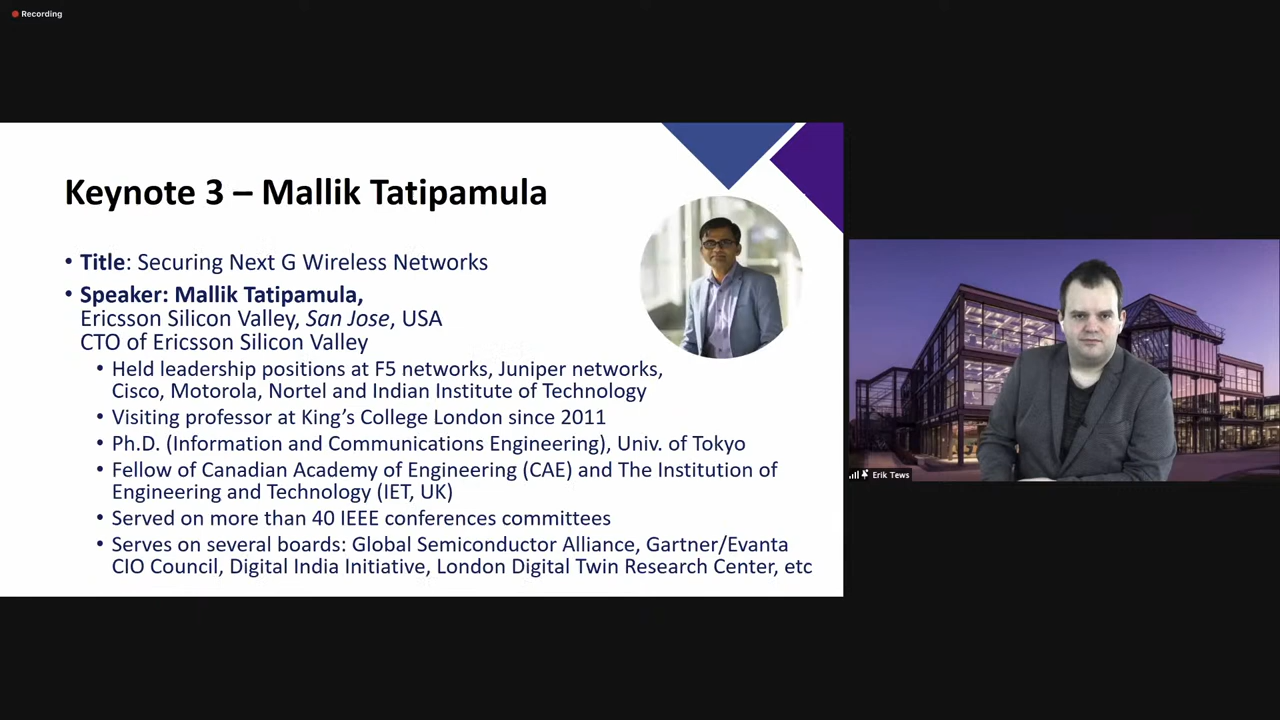 Recording
Keynote 3 – Mallik Tatipamula
• Title: Securing Next G Wireless Networks
• Speaker: Mallik Tatipamula,
Ericsson Silicon Valley, San Jose, USA
CTO of Ericsson Silicon Valley
• Held leadership positions at F5 networks, Juniper networks,
Cisco, Motorola, Nortel and Indian Institute of Technology
• Visiting professor at King's College London since 2011
• Ph.D. (Information and Communications Engineering), Univ. of Tokyo
• Fellow of Canadian Academy of Engineering (CAE) and The Institution of
Engineering and Technology (IET, UK)
• Served on more than 40 IEEE conferences committees
• Serves on several boards: Global Semiconductor Alliance, Gartner/Evanta
CIO Council, Digital India Initiative, London Digital Twin Research Center, etc
Erik Tews